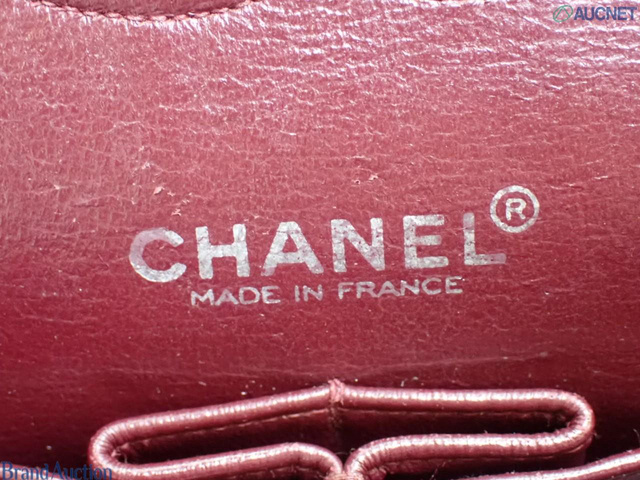 AUCNET
CHANEL®
MADE IN FRANCE
Brand Auction